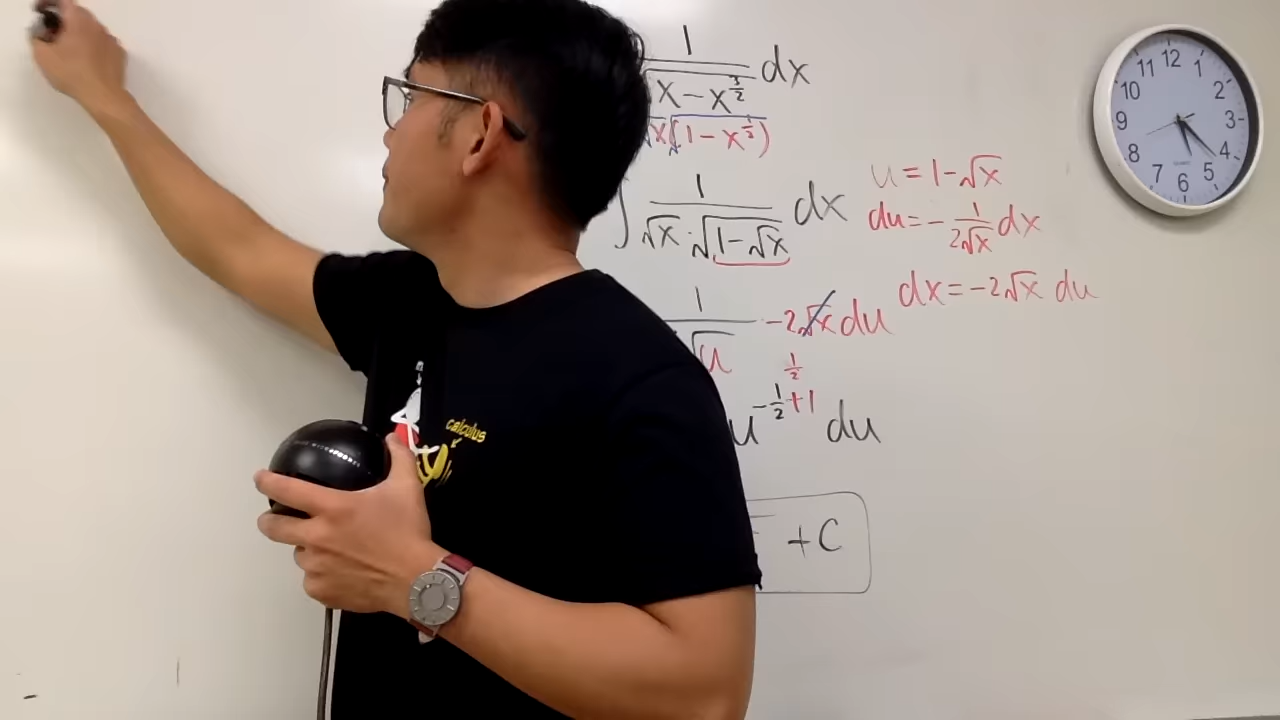 1
x - x^{3/2} dx
x(1 - x^{1/2})
∫ 1 / (√x · √(1-√x)) dx
u = 1-√x
du = - 1/(2√x) dx
dx = -2√x du
1 / √u · -2√x du
1/2
u^{-1/2+1} du
+ C
calculus
12
1
2
3
4
5
6
7
8
9
10
11